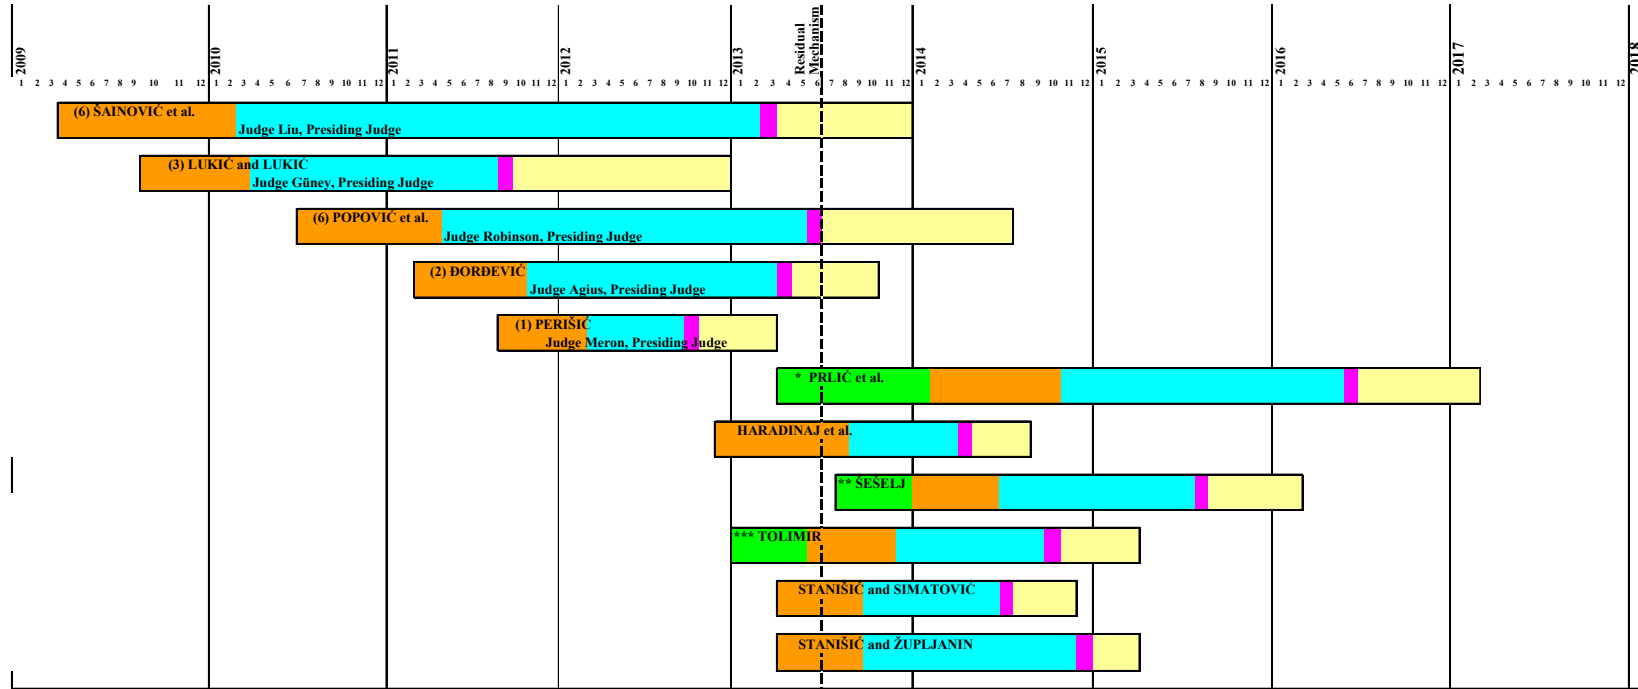 2009 2010 2011 2012 2013 Residual Mechanism 2014 2015 2016 2017 2018
1 2 3 4 5 6 7 8 9 10 11 12 1 2 3 4 5 6 7 8 9 10 11 12 1 2 3 4 5 6 7 8 9 10 11 12 1 2 3 4 5 6 7 8 9 10 11 12 1 2 3 4 5 6 7 8 9 10 11 12 1 2 3 4 5 6 7 8 9 10 11 12 1 2 3 4 5 6 7 8 9 10 11 12 1 2 3 4 5 6 7 8 9 10 11 12 1 2 3 4 5 6 7 8 9 10 11 12
(6) ŠAINOVIĆ et al.
Judge Liu, Presiding Judge
(3) LUKIĆ and LUKIĆ
Judge Güney, Presiding Judge
(6) POPOVIĆ et al.
Judge Robinson, Presiding Judge
(2) ĐORĐEVIĆ
Judge Agius, Presiding Judge
(1) PERIŠIĆ
Judge Meron, Presiding Judge
* PRLIĆ et al.
HARADINAJ et al.
** ŠEŠELJ
*** TOLIMIR
STANIŠIĆ and SIMATOVIĆ
STANIŠIĆ and ŽUPLJANIN